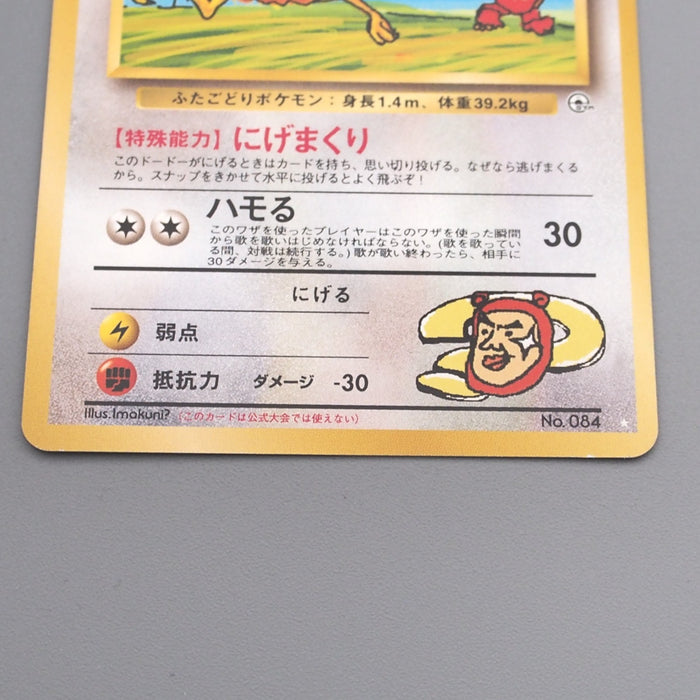 ふたごどりポケモン：身長1.4m、体重39.2kg
【特殊能力】にげまくり
このドードーがにげるときはカードを持ち、思い切り投げる。なぜなら逃げまくる
から。スナップをきかせて水平に投げるとよく飛ぶぞ！
ハモる
このワザを使ったプレイヤーはこのワザを使った瞬間
から歌を歌いはじめなければならない。(歌を歌ってい
る間、対戦は続行する。)歌が歌い終わったら、相手に
30ダメージを与える。
30
にげる
弱点
抵抗力 ダメージ -30
Illus. Imakuni? (このカードは公式大会では使えない)
No. 084